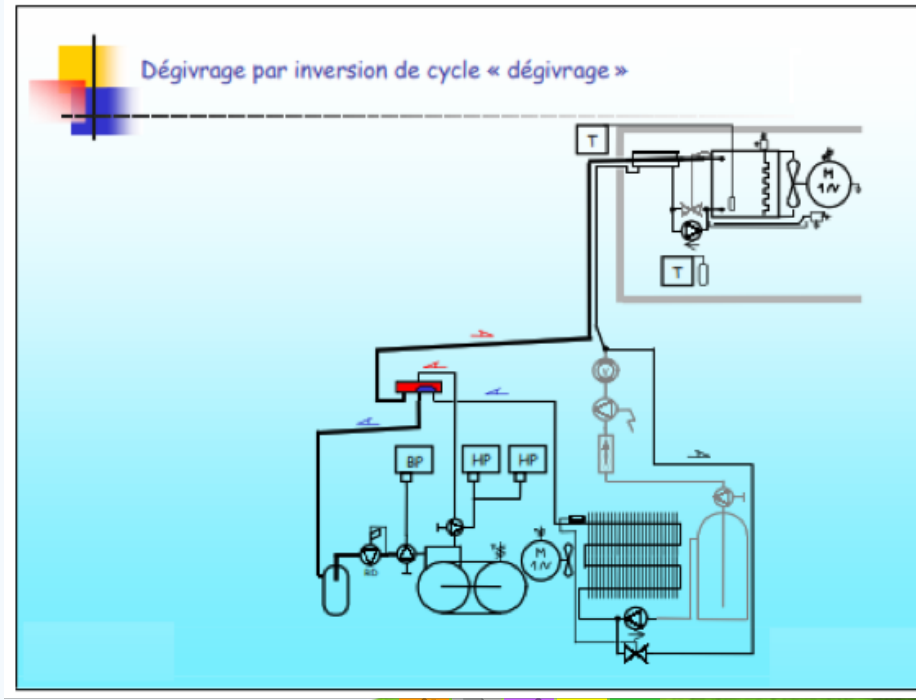 Dégivrage par inversion de cycle « dégivrage »
T
M
1~
T
V
BP
HP
HP
M
1~
RD